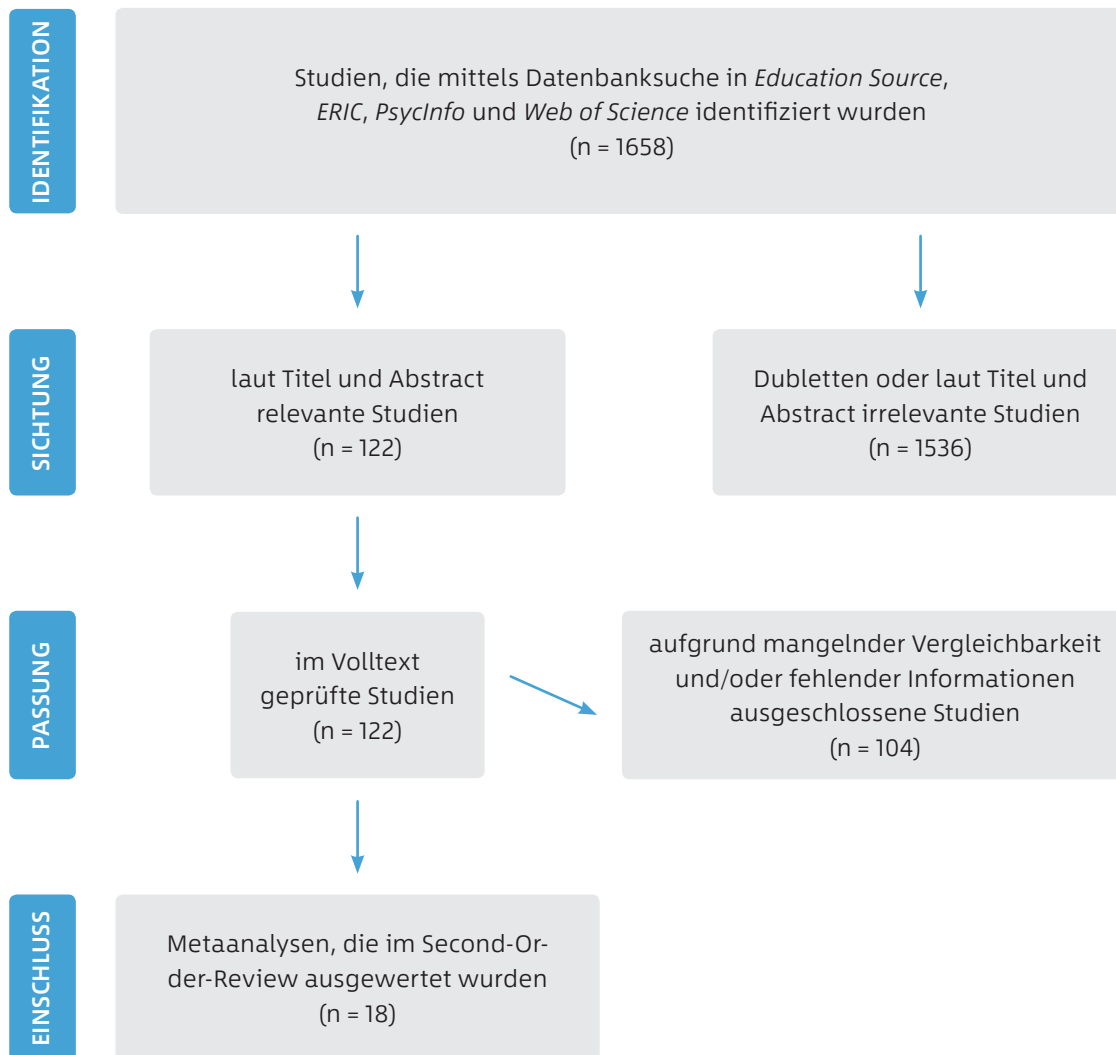 IDENTIFIKATION
Studien, die mittels Datenbanksuche in Education Source,
ERIC, PsycInfo und Web of Science identifiziert wurden
(n = 1658)
SICHTUNG
laut Titel und Abstract
relevante Studien
(n = 122)
Dubletten oder laut Titel und
Abstract irrelevante Studien
(n = 1536)
PASSUNG
im Volltext
geprüfte Studien
(n = 122)
aufgrund mangelnder Vergleichbarkeit
und/oder fehlender Informationen
ausgeschlossene Studien
(n = 104)
EINSCHLUSS
Metaanalysen, die im Second-Or-
der-Review ausgewertet wurden
(n = 18)